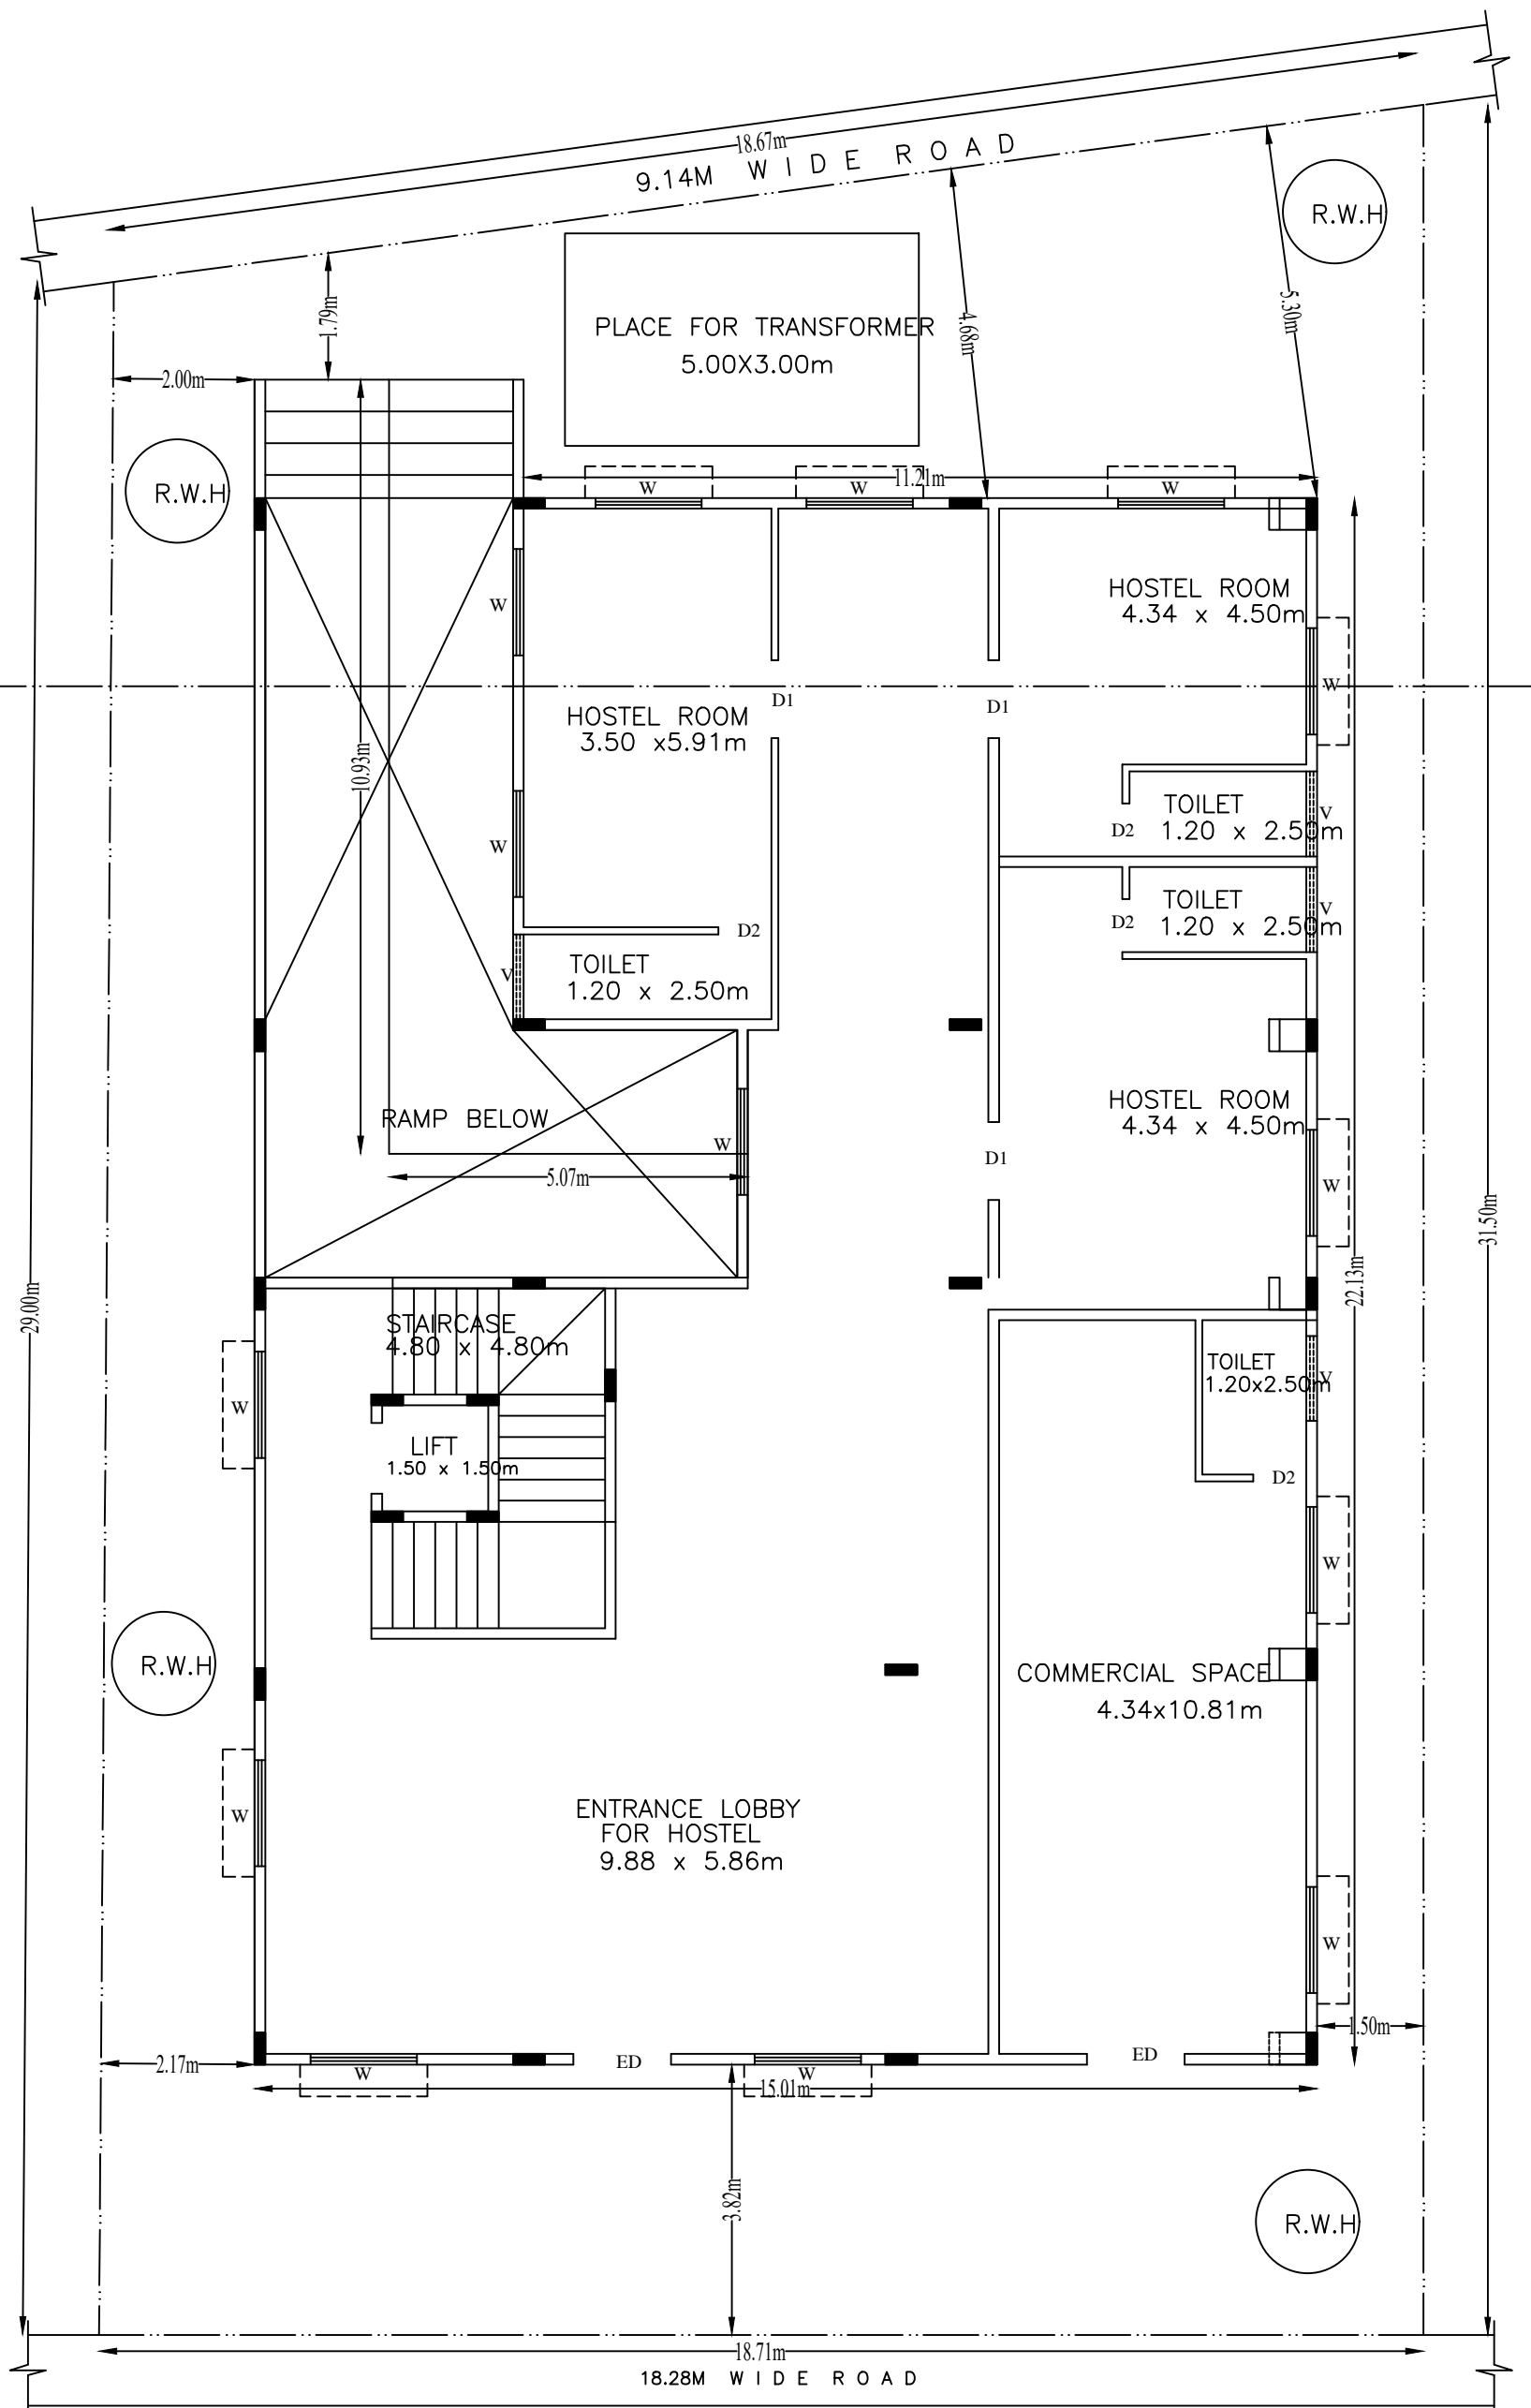 18.67m
9.14M WIDE ROAD
R.W.H
1.79m
PLACE FOR TRANSFORMER
5.00X3.00m
4.68m
5.30m
2.00m
R.W.H
11.21m
W
W
W
HOSTEL ROOM
4.34 x 4.50m
W
W
D1
D1
HOSTEL ROOM
3.50 x5.91m
10.93m
TOILET
1.20 x 2.50m
V
D2
W
TOILET
1.20 x 2.50m
V
D2
D2
TOILET
1.20 x 2.50m
V
HOSTEL ROOM
4.34 x 4.50m
RAMP BELOW
W
D1
5.07m
W
31.50m
22.13m
29.00m
STAIRCASE
4.80 x 4.80m
TOILET
1.20x2.50m
V
W
LIFT
1.50 x 1.50m
D2
W
R.W.H
COMMERCIAL SPACE
4.34x10.81m
W
ENTRANCE LOBBY
FOR HOSTEL
9.88 x 5.86m
W
1.50m
2.17m
W
ED
W
ED
15.01m
3.82m
R.W.H
18.71m
18.28M WIDE ROAD